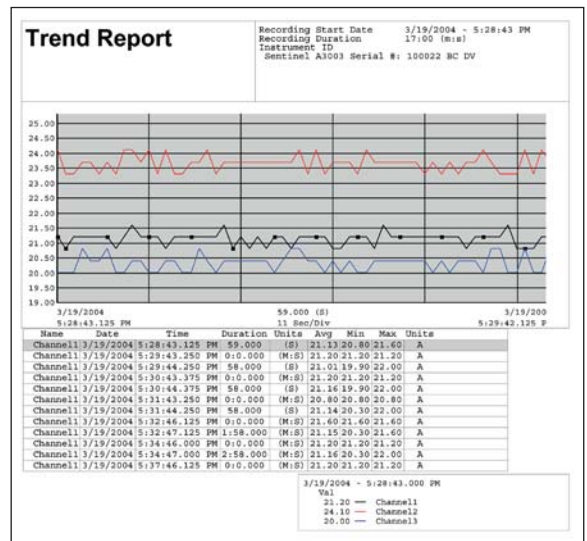 Trend Report
Recording Start Date 3/19/2004 - 5:28:43 PM
Recording Duration 17:00 (m:s)
Instrument ID
Sentinel A3003 Serial #: 100022 BC DV
25.00
24.50
24.00
23.50
23.00
22.50
22.00
21.50
21.00
20.50
20.00
19.50
19.00
3/19/2004 59.000 (S) 3/19/200
5:28:43.125 PM 11 Sec/Div 5:29:42.125 P
Name Date Time Duration Units Avg Min Max Units
Channel1 3/19/2004 5:28:43.125 PM 59.000 (S) 21.13 20.80 21.60 A
Channel1 3/19/2004 5:29:43.250 PM 0:0.000 (M:S) 21.20 21.20 21.20 A
Channel1 3/19/2004 5:29:44.250 PM 58.000 (S) 21.01 19.90 22.00 A
Channel1 3/19/2004 5:30:43.375 PM 0:0.000 (M:S) 21.20 21.20 21.20 A
Channel1 3/19/2004 5:30:44.375 PM 58.000 (S) 21.16 19.90 22.00 A
Channel1 3/19/2004 5:31:43.250 PM 0:0.000 (M:S) 20.80 20.80 20.80 A
Channel1 3/19/2004 5:31:44.250 PM 58.000 (S) 21.14 20.30 22.00 A
Channel1 3/19/2004 5:32:46.125 PM 0:0.000 (M:S) 21.60 21.60 21.60 A
Channel1 3/19/2004 5:32:47.125 PM 1:58.000 (M:S) 21.15 20.30 21.60 A
Channel1 3/19/2004 5:34:46.000 PM 0:0.000 (M:S) 21.20 21.20 21.20 A
Channel1 3/19/2004 5:34:47.000 PM 2:58.000 (M:S) 21.16 20.30 22.00 A
Channel1 3/19/2004 5:37:46.125 PM 0:0.000 (M:S) 21.20 21.20 21.20 A
3/19/2004 - 5:28:43.000 PM
Val
21.20 Channel1
24.10 Channel2
20.00 Channel3